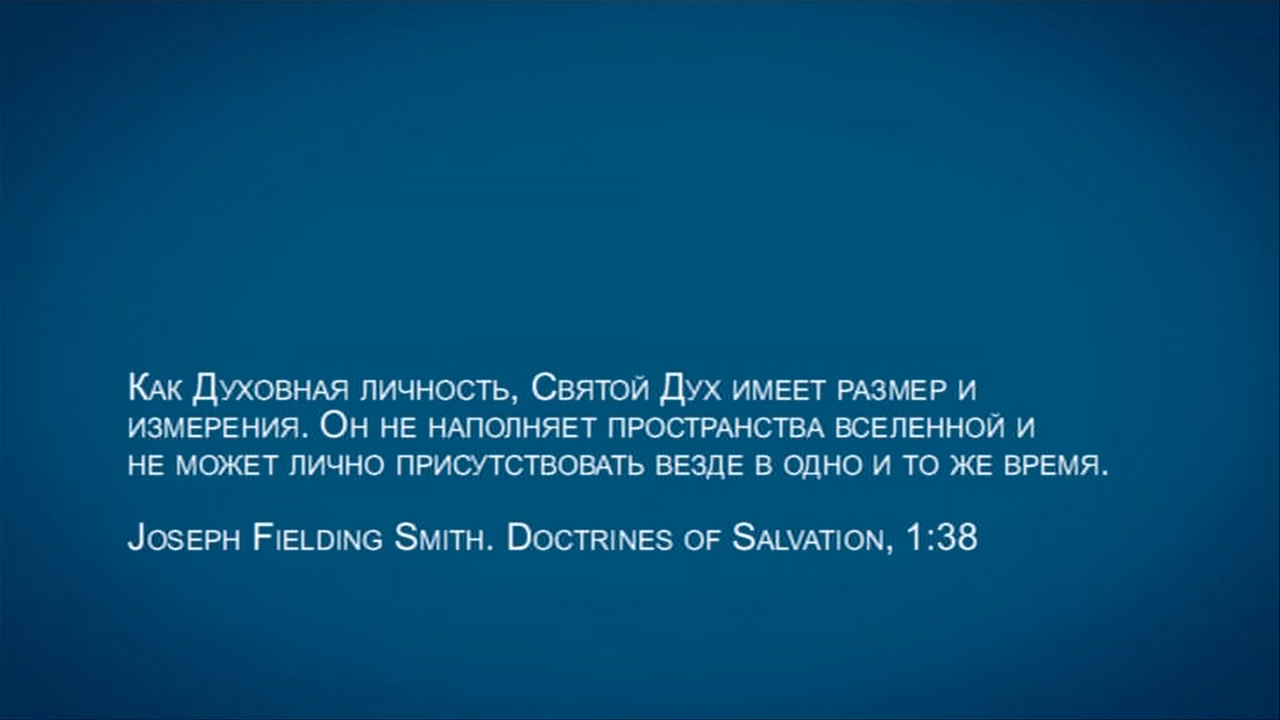 Как Духовная личность, Святой Дух имеет размер и
измерения. Он не наполняет пространства вселенной и
не может лично присутствовать везде в одно и то же время.
Joseph Fielding Smith. Doctrines of Salvation, 1:38